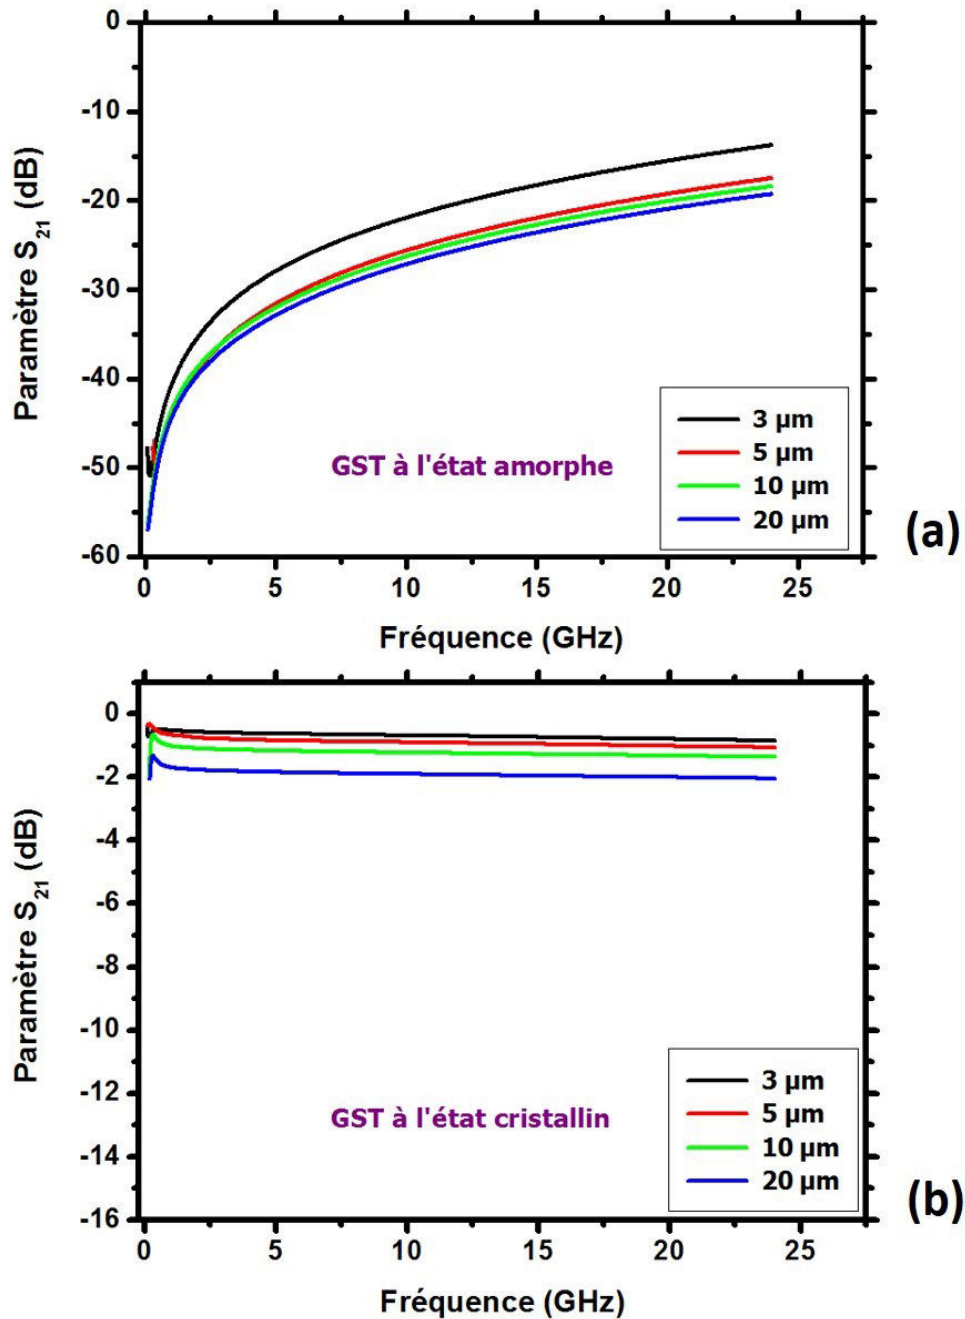 0
-10
-20
-30
-40
-50
-60
Paramètre S21 (dB)
GST à l'état amorphe
3 µm
5 µm
10 µm
20 µm
(a)
0 5 10 15 20 25
Fréquence (GHz)
0
-2
-4
-6
-8
-10
-12
-14
-16
Paramètre S21 (dB)
GST à l'état cristallin
3 µm
5 µm
10 µm
20 µm
(b)
0 5 10 15 20 25
Fréquence (GHz)